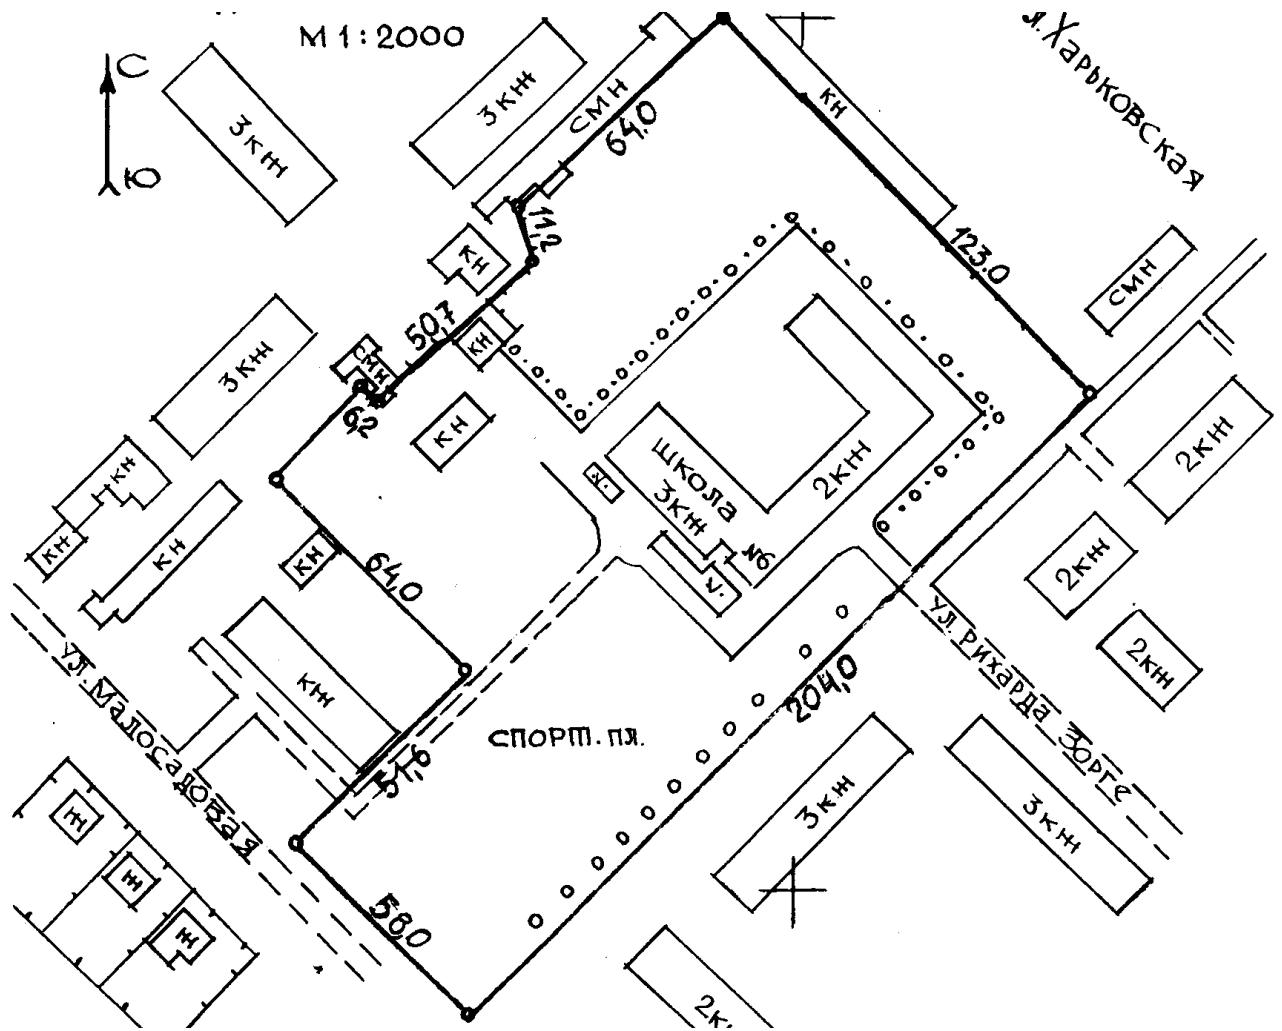 М 1:2000
С
Ю
3КЖ
3КЖ
СМН
64,0
КН
Харьковская
11,2
КН
123.0
СМН
50,7
КН
СМН
3КЖ
6,2
КН
2КЖ
КН
ШКОЛА
3КЖ
2КЖ
№6
КН
КН
КН
64,0
2КЖ
УЛ. РИХАРДА ЗОРГЕ
2КЖ
УЛ. Малосадовая
КЖ
204,0
СПОРТ. ПЛ.
51,6
3КЖ
3КЖ
Ж
Ж
58,0
Ж
2КЖ